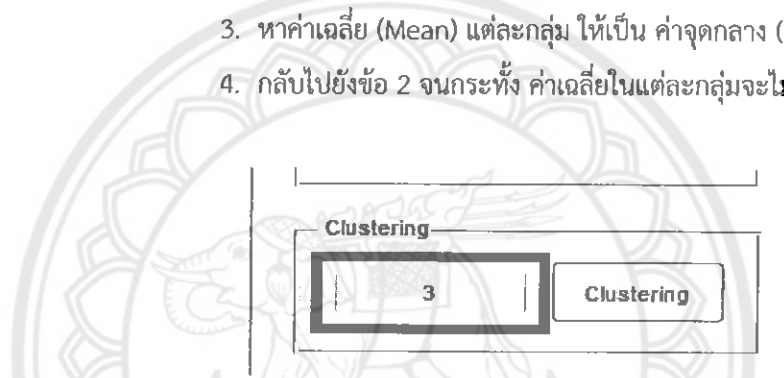 3. หาค่าเฉลี่ย (Mean) แต่ละกลุ่ม ให้เป็น ค่าจุดกลาง (
4. กลับไปยังข้อ 2 จนกระทั้ง ค่าเฉลี่ยในแต่ละกลุ่มจะไ
Clustering
3 Clustering